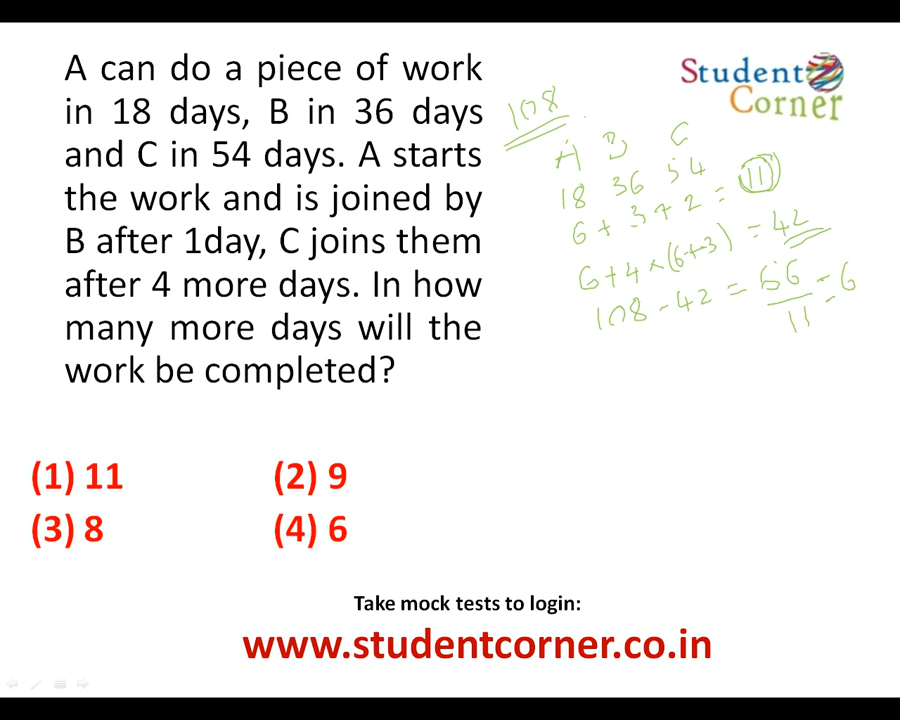 A can do a piece of work
in 18 days, B in 36 days
and C in 54 days. A starts
the work and is joined by
B after 1day, C joins them
after 4 more days. In how
many more days will the
work be completed?
Student
Corner
108
A B C
18 36 54
6 + 3 + 2 = 11
6 + 4 × (6+3) = 42
108 - 42 = 66
11
= 6
(1) 11
(2) 9
(3) 8
(4) 6
Take mock tests to login:
www.studentcorner.co.in